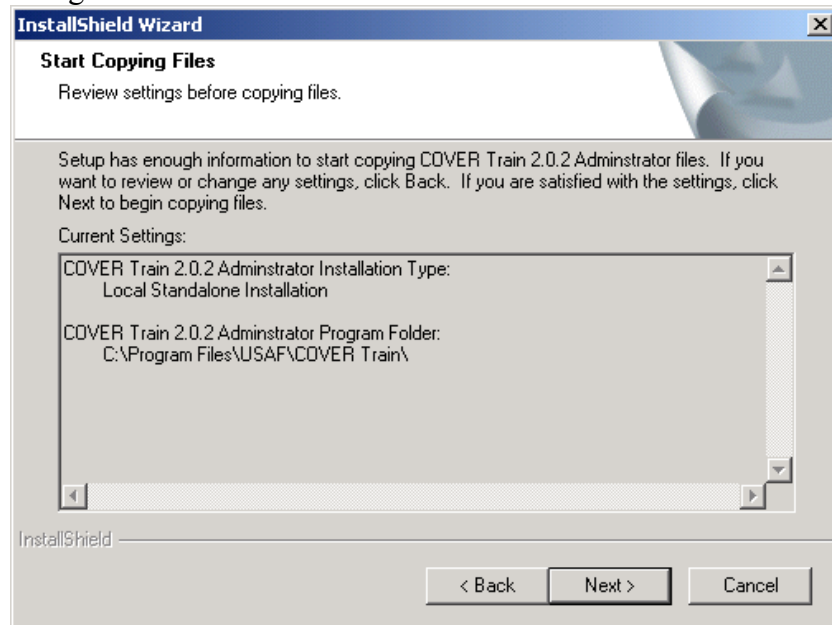 InstallShield Wizard
Start Copying Files
Review settings before copying files.
Setup has enough information to start copying COVER Train 2.0.2 Adminstrator files. If you
want to review or change any settings, click Back. If you are satisfied with the settings, click
Next to begin copying files.
Current Settings:
COVER Train 2.0.2 Adminstrator Installation Type:
Local Standalone Installation
COVER Train 2.0.2 Adminstrator Program Folder:
C:\Program Files\USAF\COVER Train\
InstallShield
< Back Next > Cancel